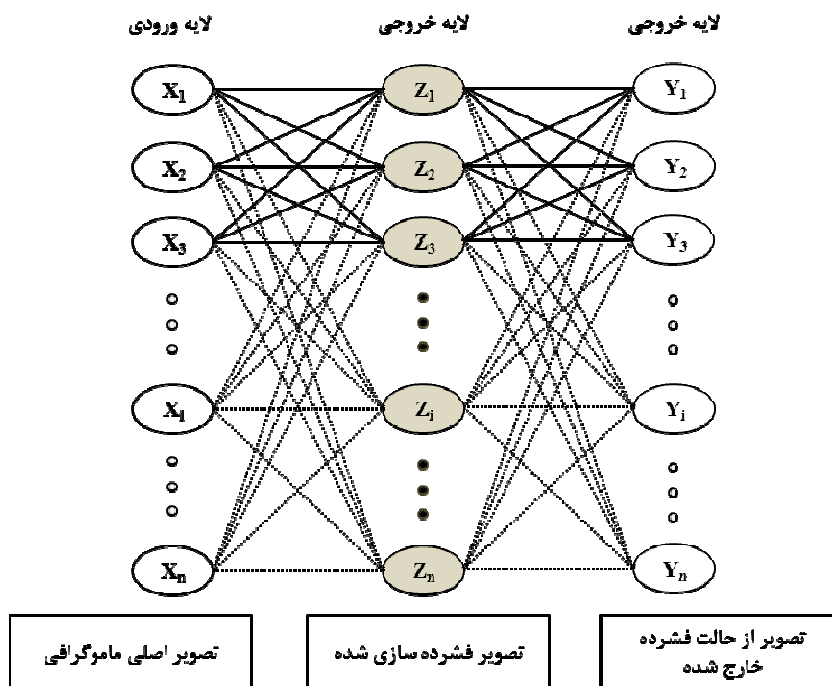 لایه خروجی
لایه خروجی
لایه ورودی
X1 Z1 Y1
X2 Z2 Y2
X3 Z3 Y3
Xi Zi Yi
Xn Zn Yn
تصویر از حالت فشرده
خارج شده
تصویر فشرده سازی شده
تصویر اصلی ماموگرافی